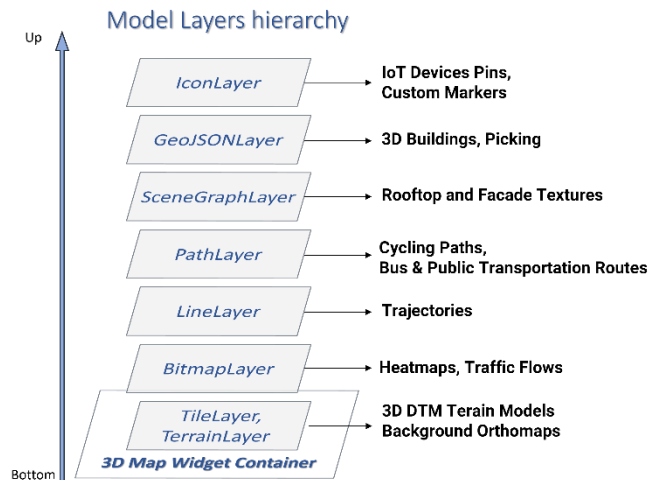 Model Layers hierarchy
Up
IconLayer
IoT Devices Pins,
Custom Markers
GeoJSONLayer
3D Buildings, Picking
SceneGraphLayer
Rooftop and Facade Textures
PathLayer
Cycling Paths,
Bus & Public Transportation Routes
LineLayer
Trajectories
BitmapLayer
Heatmaps, Traffic Flows
TileLayer,
TerrainLayer
3D DTM Terrain Models
Background Orthomaps
3D Map Widget Container
Bottom